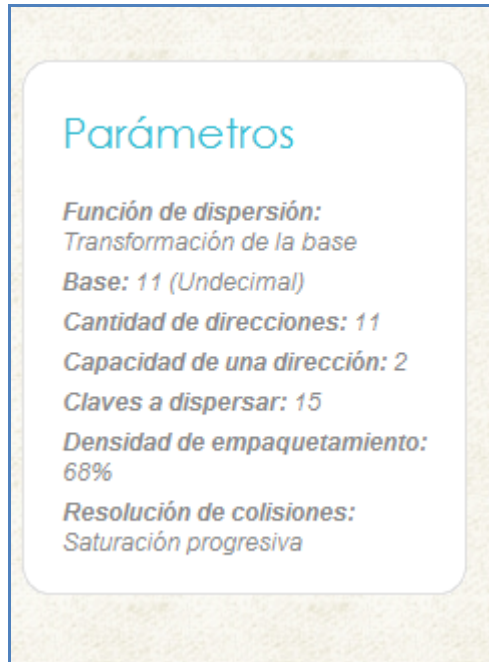 Parámetros
Función de dispersión:
Transformación de la base
Base: 11 (Undecimal)
Cantidad de direcciones: 11
Capacidad de una dirección: 2
Claves a dispersar: 15
Densidad de empaquetamiento:
68%
Resolución de colisiones:
Saturación progresiva